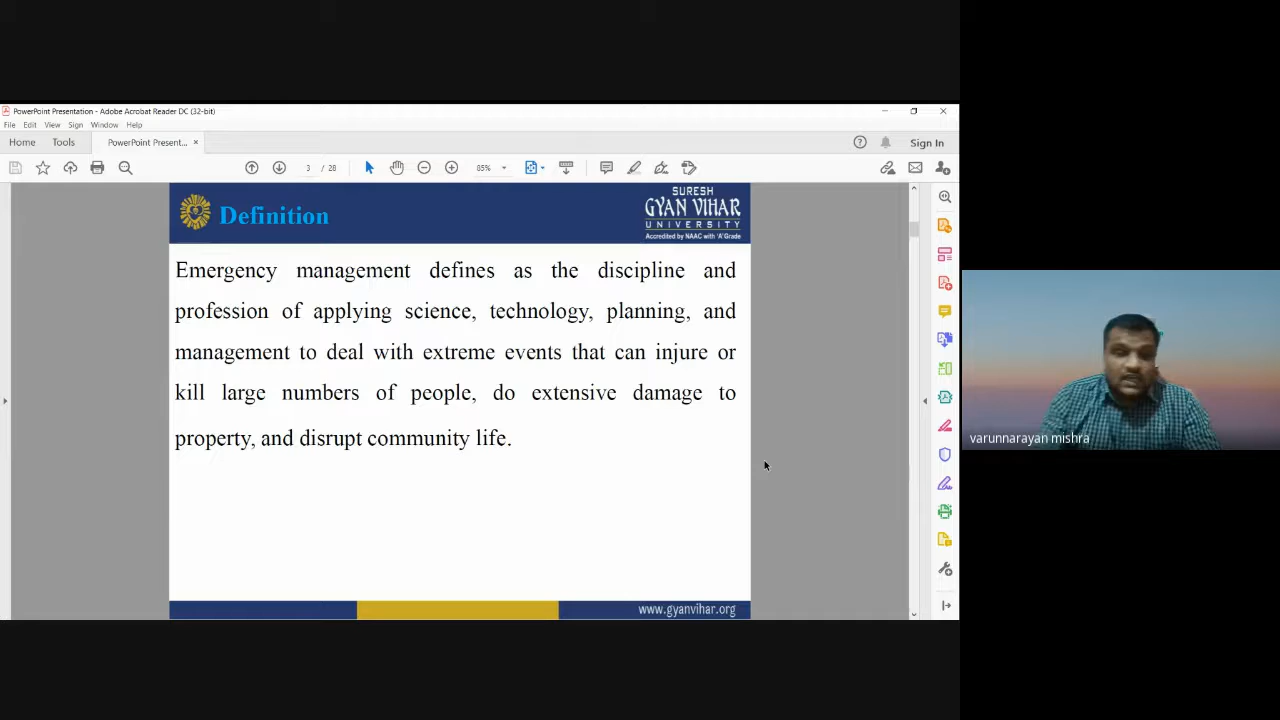 PowerPoint Presentation - Adobe Acrobat Reader DC (32-bit)
File Edit View Sign Window Help
Home Tools PowerPoint Present... × Sign In
3 / 28 85%
Definition
SURESH
GYAN VIHAR
UNIVERSITY
Accredited by NAAC with 'A' Grade
Emergency management defines as the discipline and
profession of applying science, technology, planning, and
management to deal with extreme events that can injure or
kill large numbers of people, do extensive damage to
property, and disrupt community life.
varunnarayan mishra
www.gyanvihar.org